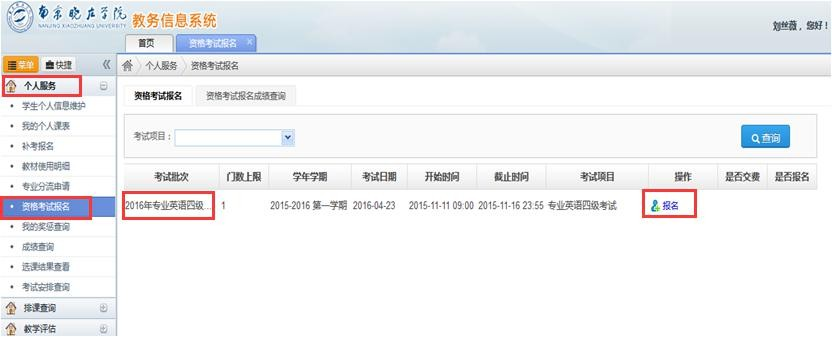 南京晓庄学院
NANJING XIAOZHUANG UNIVERSITY
教务信息系统
刘丝薇，您好！
首页
资格考试报名
菜单
快捷
个人服务
资格考试报名
个人服务
学生个人信息维护
我的个人课表
补考报名
教材使用明细
专业分流申请
资格考试报名
我的奖惩查询
成绩查询
选课结果查看
考试安排查询
排课查询
教学评估
资格考试报名
资格考试报名成绩查询
考试项目：
查询
考试批次 门数上限 学年学期 考试日期 开始时间 截止时间 考试项目 操作 是否交费 是否报名
2016年专业英语四级... 1 2015-2016 第一学期 2016-04-23 2015-11-11 09:00 2015-11-16 23:55 专业英语四级考试 报名